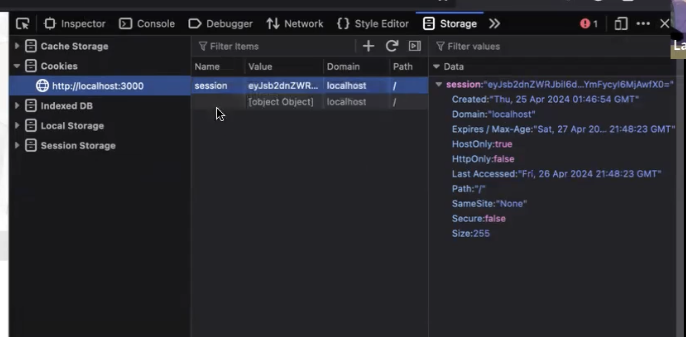 Inspector Console Debugger Network Style Editor Storage 1
Cache Storage
Cookies
http://localhost:3000
Indexed DB
Local Storage
Session Storage
Filter Items
Name Value Domain Path
session eyJsb2dnZWR... localhost /
[object Object] localhost /
Filter values
Data
session:"eyJsb2dnZWRJbiI6d...YmFycyI6MjAwfX0="
Created:"Thu, 25 Apr 2024 01:46:54 GMT"
Domain:"localhost"
Expires / Max-Age:"Sat, 27 Apr 20... 21:48:23 GMT"
HostOnly:true
HttpOnly:false
Last Accessed:"Fri, 26 Apr 2024 21:48:23 GMT"
Path:"/"
SameSite:"None"
Secure:false
Size:255
La